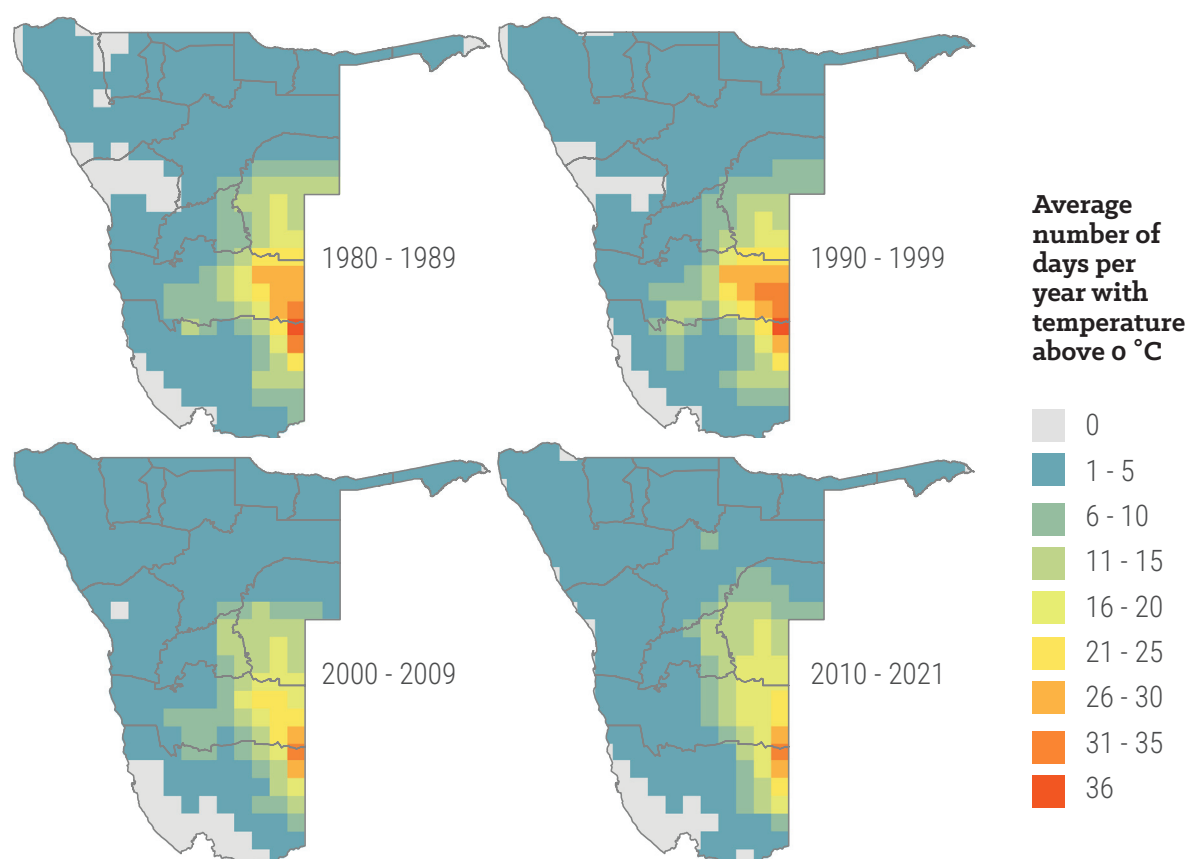 1980 - 1989
1990 - 1999
2000 - 2009
2010 - 2021
Average
number of
days per
year with
temperature
above 0 °C
0
1 - 5
6 - 10
11 - 15
16 - 20
21 - 25
26 - 30
31 - 35
36